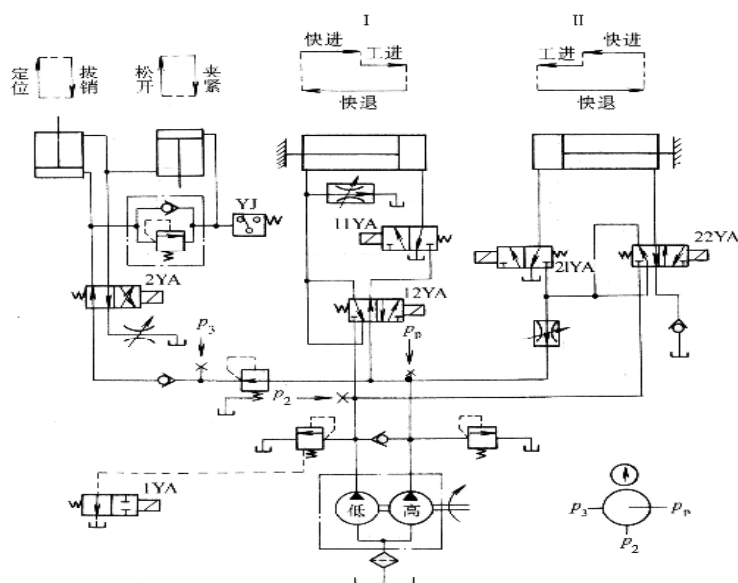 I
II
快进
工进
快退
快进
工进
快退
定位
拔销
松开
夹紧
YJ
2YA
11YA
12YA
21YA
22YA
p3
pp
p2
1YA
低
高
p3
pp
p2